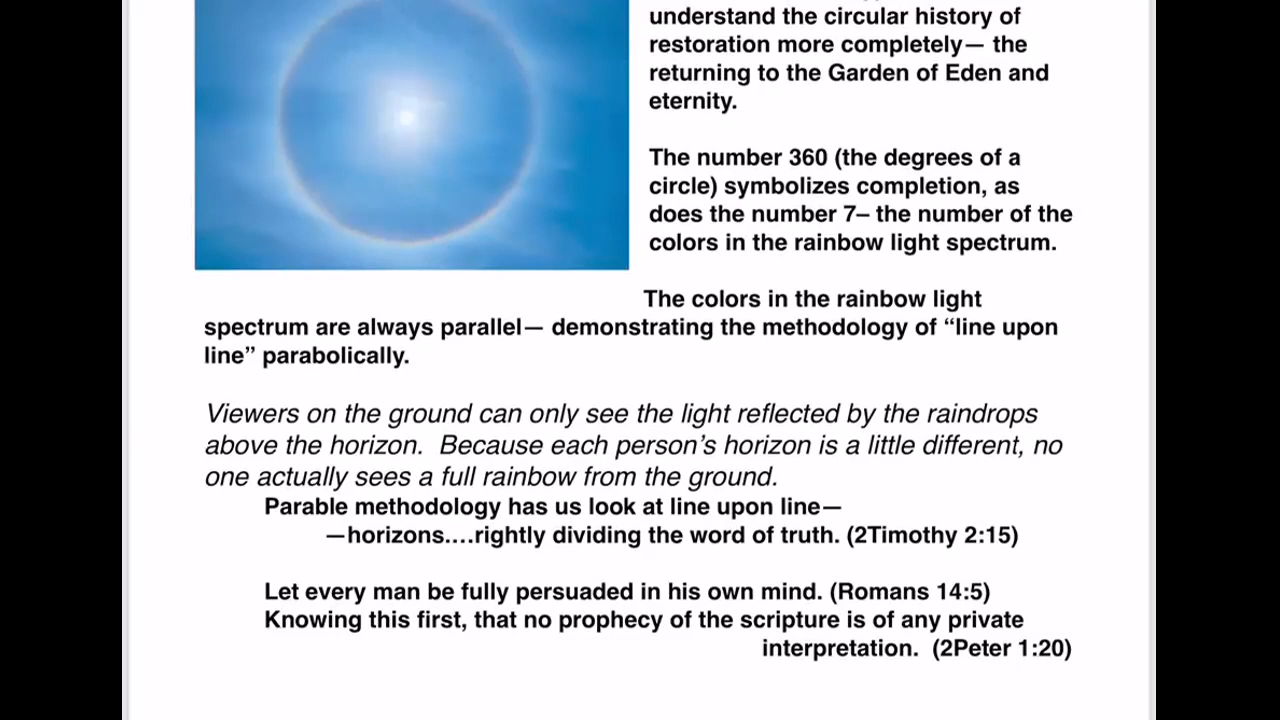 understand the circular history of
restoration more completely— the
returning to the Garden of Eden and
eternity.
The number 360 (the degrees of a
circle) symbolizes completion, as
does the number 7– the number of the
colors in the rainbow light spectrum.
The colors in the rainbow light
spectrum are always parallel— demonstrating the methodology of “line upon
line” parabolically.
Viewers on the ground can only see the light reflected by the raindrops
above the horizon.  Because each person’s horizon is a little different, no
one actually sees a full rainbow from the ground.
Parable methodology has us look at line upon line—
—horizons….rightly dividing the word of truth. (2Timothy 2:15)
Let every man be fully persuaded in his own mind. (Romans 14:5)
Knowing this first, that no prophecy of the scripture is of any private
interpretation.  (2Peter 1:20)